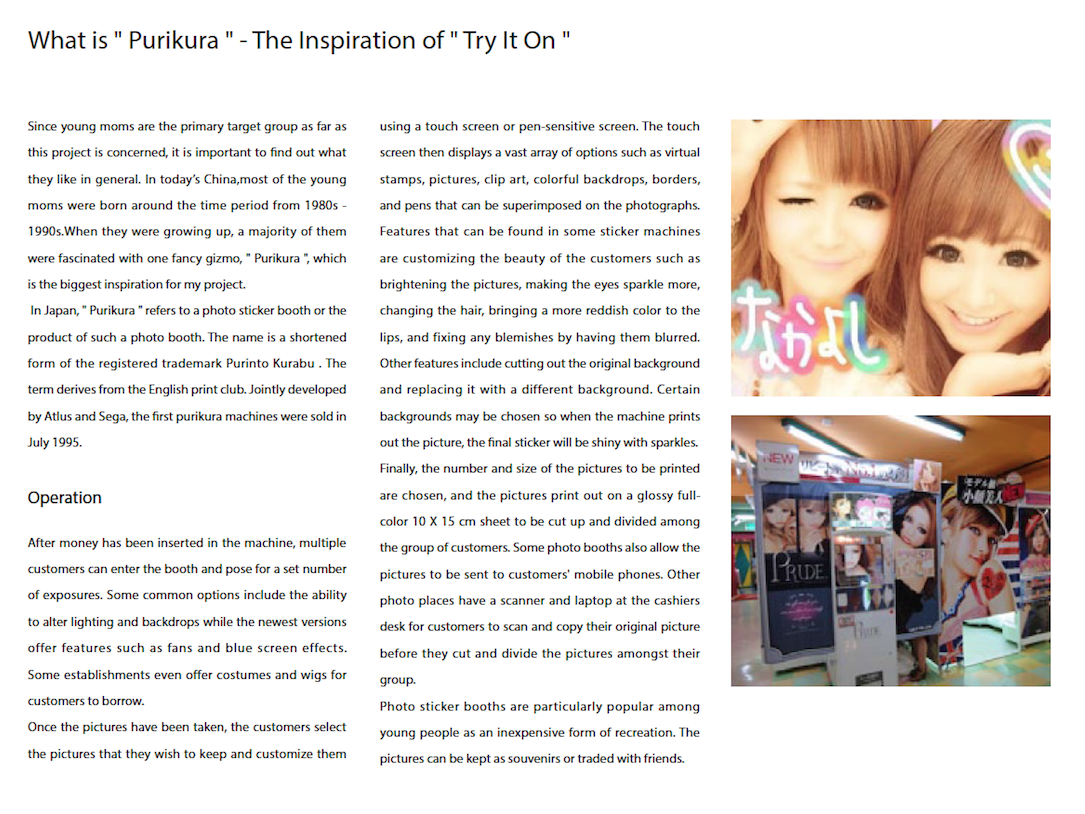 What is " Purikura " - The Inspiration of " Try It On "
Since young moms are the primary target group as far as
this project is concerned, it is important to find out what
they like in general. In today’s China,most of the young
moms were born around the time period from 1980s -
1990s.When they were growing up, a majority of them
were fascinated with one fancy gizmo, " Purikura ", which
is the biggest inspiration for my project.
In Japan, " Purikura " refers to a photo sticker booth or the
product of such a photo booth. The name is a shortened
form of the registered trademark Purinto Kurabu . The
term derives from the English print club. Jointly developed
by Atlus and Sega, the first purikura machines were sold in
July 1995.
Operation
After money has been inserted in the machine, multiple
customers can enter the booth and pose for a set number
of exposures. Some common options include the ability
to alter lighting and backdrops while the newest versions
offer features such as fans and blue screen effects.
Some establishments even offer costumes and wigs for
customers to borrow.
Once the pictures have been taken, the customers select
the pictures that they wish to keep and customize them
using a touch screen or pen-sensitive screen. The touch
screen then displays a vast array of options such as virtual
stamps, pictures, clip art, colorful backdrops, borders,
and pens that can be superimposed on the photographs.
Features that can be found in some sticker machines
are customizing the beauty of the customers such as
brightening the pictures, making the eyes sparkle more,
changing the hair, bringing a more reddish color to the
lips, and fixing any blemishes by having them blurred.
Other features include cutting out the original background
and replacing it with a different background. Certain
backgrounds may be chosen so when the machine prints
out the picture, the final sticker will be shiny with sparkles.
Finally, the number and size of the pictures to be printed
are chosen, and the pictures print out on a glossy full-
color 10 X 15 cm sheet to be cut up and divided among
the group of customers. Some photo booths also allow the
pictures to be sent to customers' mobile phones. Other
photo places have a scanner and laptop at the cashiers
desk for customers to scan and copy their original picture
before they cut and divide the pictures amongst their
group.
Photo sticker booths are particularly popular among
young people as an inexpensive form of recreation. The
pictures can be kept as souvenirs or traded with friends.
なかよし
NEW
リピート No.1
モデル級
小顔美人
PRIDE
PRIDE